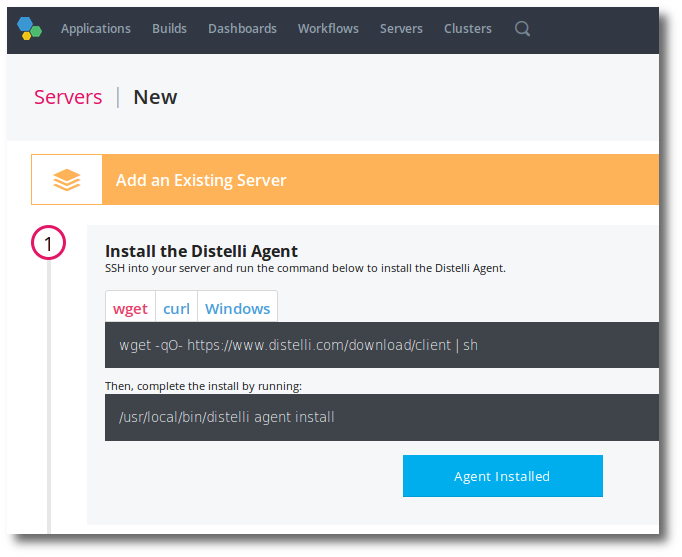 Applications Builds Dashboards Workflows Servers Clusters
Servers | New
Add an Existing Server
1
Install the Distelli Agent
SSH into your server and run the command below to install the Distelli Agent.
wget curl Windows
wget -qO- https://www.distelli.com/download/client | sh
Then, complete the install by running:
/usr/local/bin/distelli agent install
Agent Installed